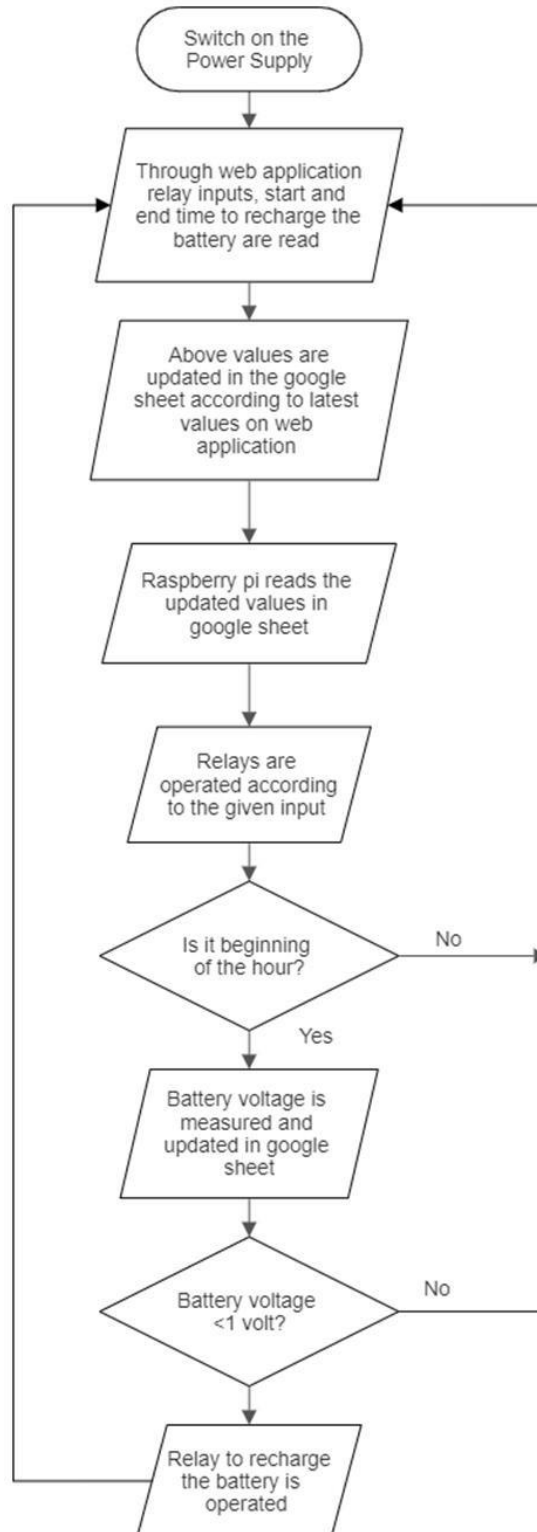 Switch on the
Power Supply
Through web application
relay inputs, start and
end time to recharge the
battery are read
Above values are
updated in the google
sheet according to latest
values on web
application
Raspberry pi reads the
updated values in
google sheet
Relays are
operated according
to the given input
Is it beginning
of the hour?
No
Yes
Battery voltage is
measured and
updated in google
sheet
Battery voltage
<1 volt?
No
Relay to recharge
the battery is
operated